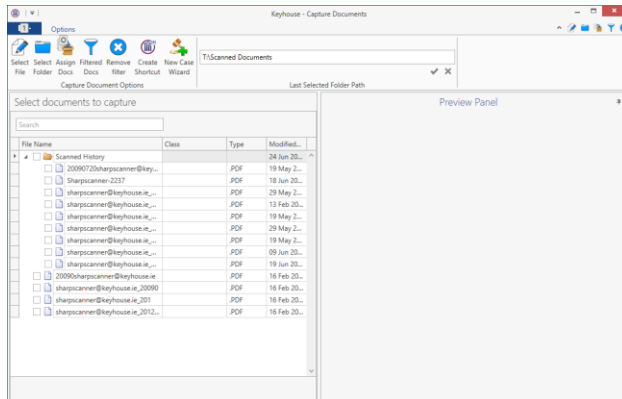 Keyhouse - Capture Documents
1
Options
Select File
Select Folder
Assign Docs
Filtered Docs
Remove filter
Create Shortcut
New Case Wizard
Capture Document Options
T:\Scanned Documents
Last Selected Folder Path
Select documents to capture
Preview Panel
Search
File Name Class Type Modified...
Scanned History 24 Jun 20...
20090720sharpscanner@key... .PDF 19 May 2...
Sharpscanner-2237 .PDF 18 Jun 20...
sharpscanner@keyhouse.ie_... .PDF 29 May 2...
sharpscanner@keyhouse.ie_... .PDF 13 Feb 20...
sharpscanner@keyhouse.ie_... .PDF 19 May 2...
sharpscanner@keyhouse.ie_... .PDF 29 May 2...
sharpscanner@keyhouse.ie_... .PDF 19 May 2...
sharpscanner@keyhouse.ie_... .PDF 09 Jun 20...
sharpscanner@keyhouse.ie_... .PDF 19 Jun 20...
20090sharpscanner@keyhouse.ie .PDF 16 Feb 20...
sharpscanner@keyhouse.ie_20090 .PDF 16 Feb 20...
sharpscanner@keyhouse.ie_201 .PDF 16 Feb 20...
sharpscanner@keyhouse.ie_2012... .PDF 16 Feb 20...